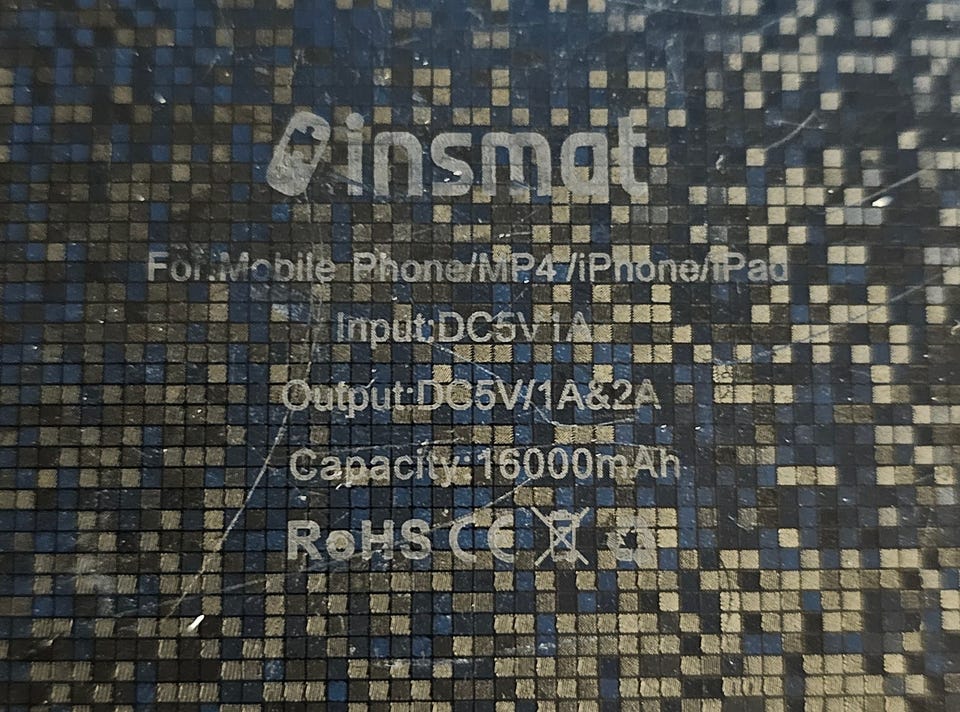 insmat
For:Mobile Phone/MP4 /iPhone/iPad
Input:DC5V 1A
Output:DC5V/1A&2A
Capacity:16000mAh
RoHS CE